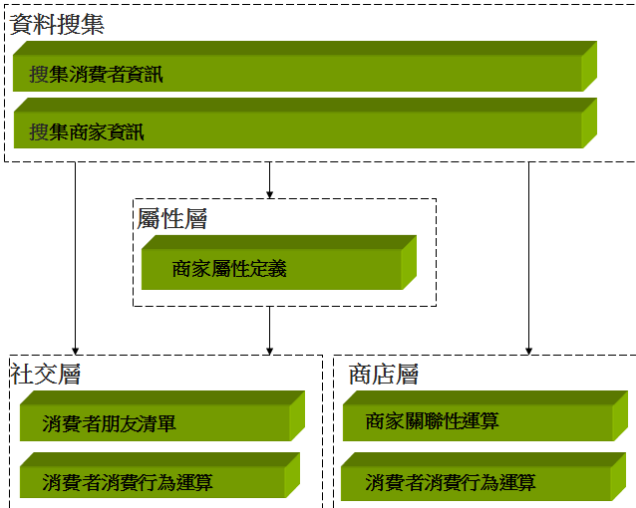 資料搜集
搜集消費者資訊
搜集商家資訊
屬性層
商家屬性定義
社交層
消費者朋友清單
消費者消費行為運算
商店層
商家關聯性運算
消費者消費行為運算